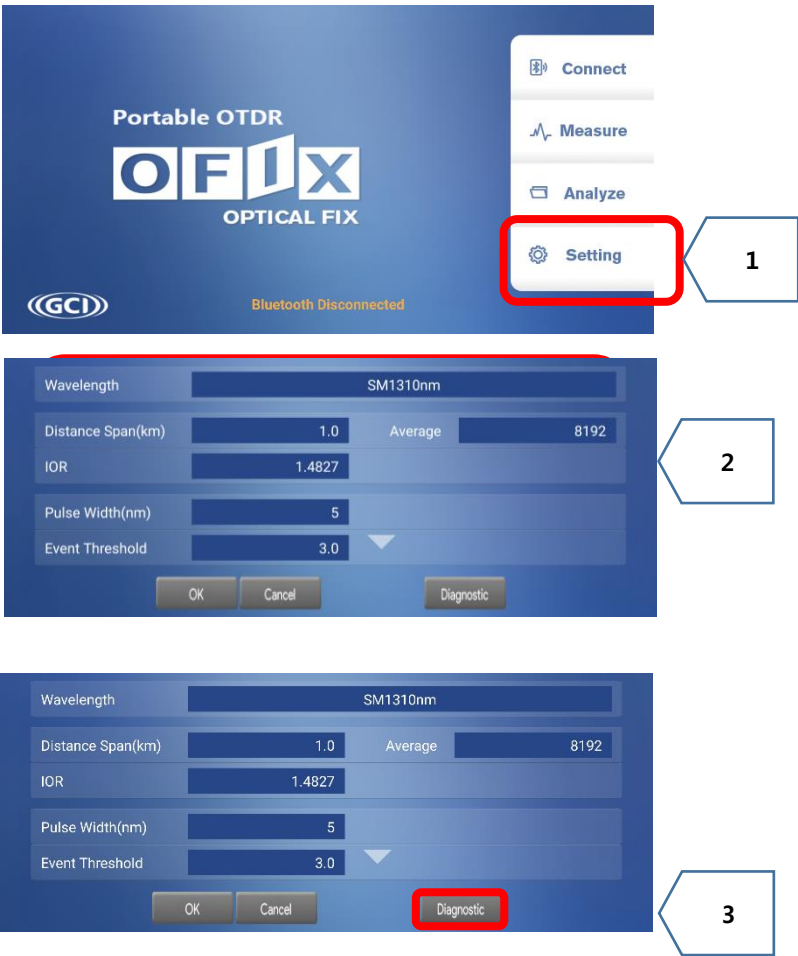 Connect
Portable OTDR
Measure
OFIX
Analyze
OPTICAL FIX
Setting
1
((GCI))
Bluetooth Disconnected
Wavelength SM1310nm
Distance Span(km) 1.0 Average 8192
IOR 1.4827
2
Pulse Width(nm) 5
Event Threshold 3.0
OK Cancel Diagnostic
Wavelength SM1310nm
Distance Span(km) 1.0 Average 8192
IOR 1.4827
Pulse Width(nm) 5
Event Threshold 3.0
OK Cancel Diagnostic
3